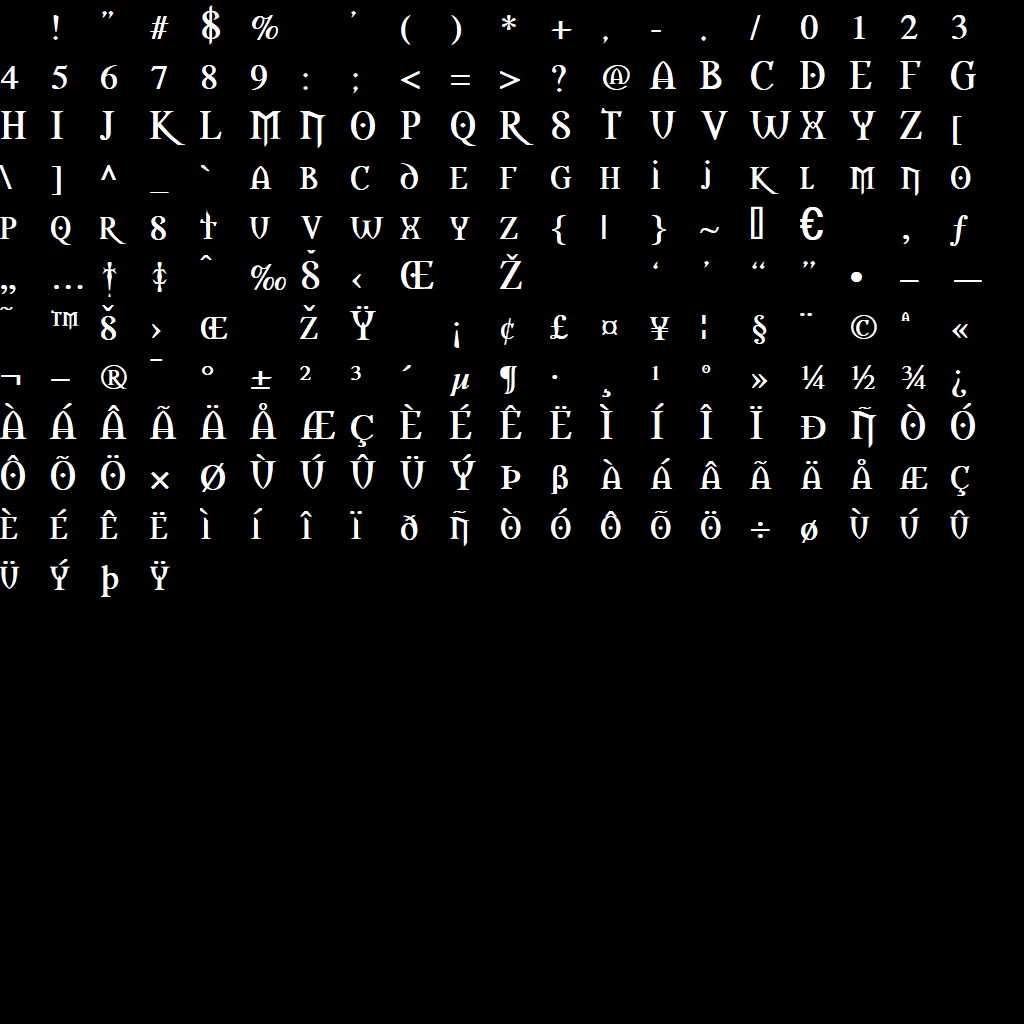 ! " # $ % ' ( ) * + , - . / 0 1 2 3
4 5 6 7 8 9 : ; < = > ? @ A B C D E F G
H I J K L M N O P Q R S T U V W X Y Z [
\ ] ^ _ ` a b c d e f g h i j k l m n o
p q r s t u v w x y z { | } ~ € ‚ ƒ
„ … † ‡ ˆ ‰ Š ‹ Œ Ž ‘ ’ “ ” • – —
˜ ™ š › œ ž Ÿ ¡ ¢ £ ¤ ¥ ¦ § ¨ © ª «
¬ - ® ¯ ° ± ² ³ ´ µ ¶ · ¸ ¹ º » ¼ ½ ¾ ¿
À Á Â Ã Ä Å Æ Ç È É Ê Ë Ì Í Î Ï Ð Ñ Ò Ó
Ô Õ Ö × Ø Ù Ú Û Ü Ý Þ ß à á â ã ä å æ ç
è é ê ë ì í î ï ð ñ ò ó ô õ ö ÷ ø ù ú û
ü ý þ ÿ